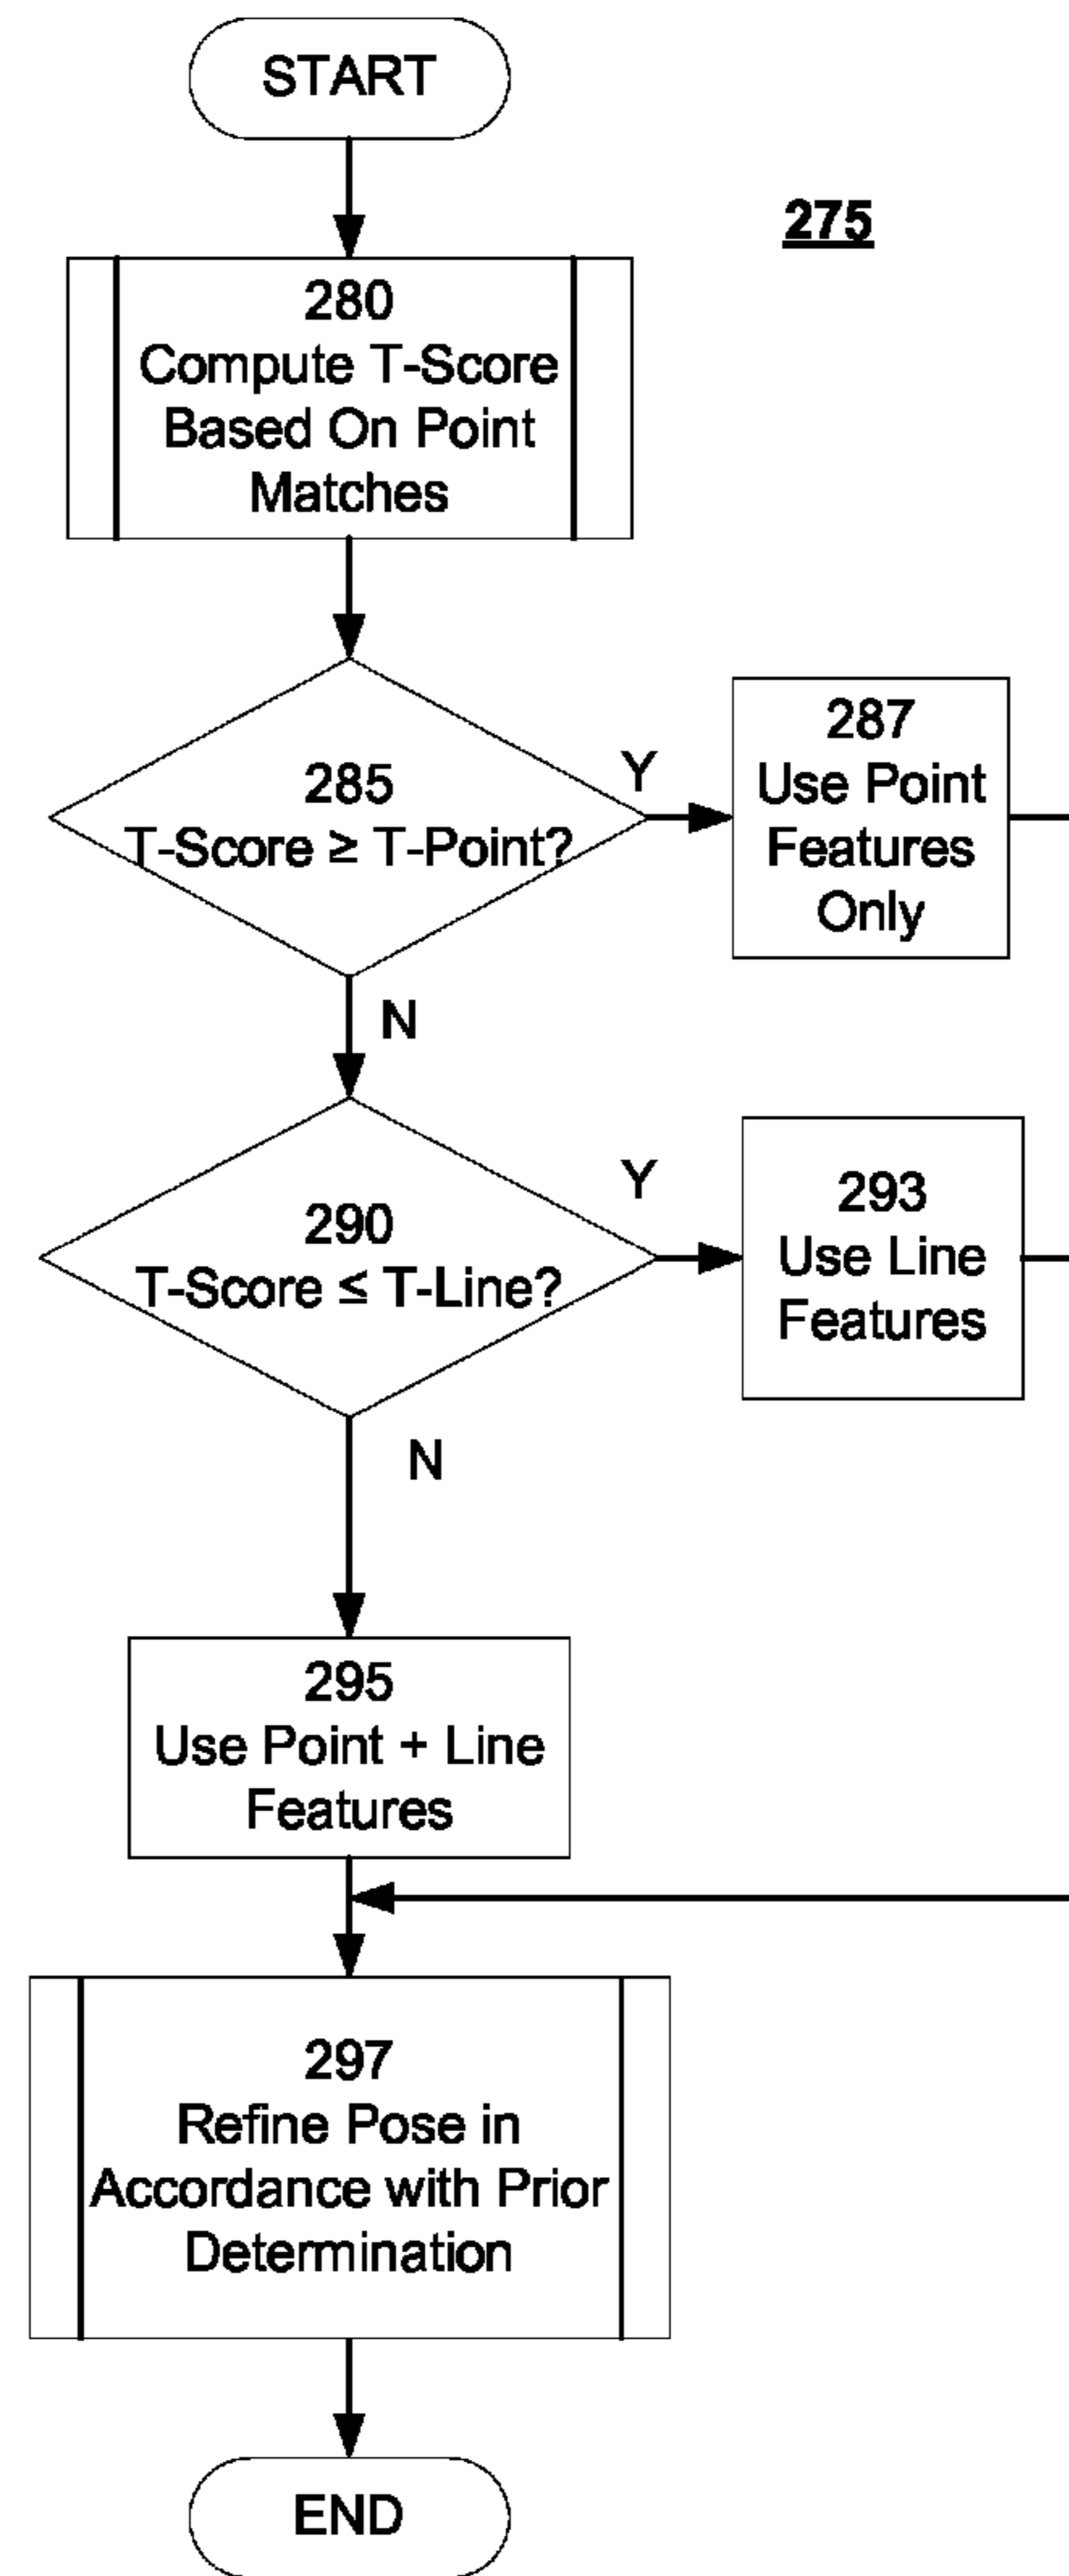 START
275
280
Compute T-Score
Based On Point
Matches
285
T-Score ≥ T-Point?
Y
287
Use Point
Features
Only
N
290
T-Score ≤ T-Line?
Y
293
Use Line
Features
N
295
Use Point + Line
Features
297
Refine Pose in
Accordance with Prior
Determination
END